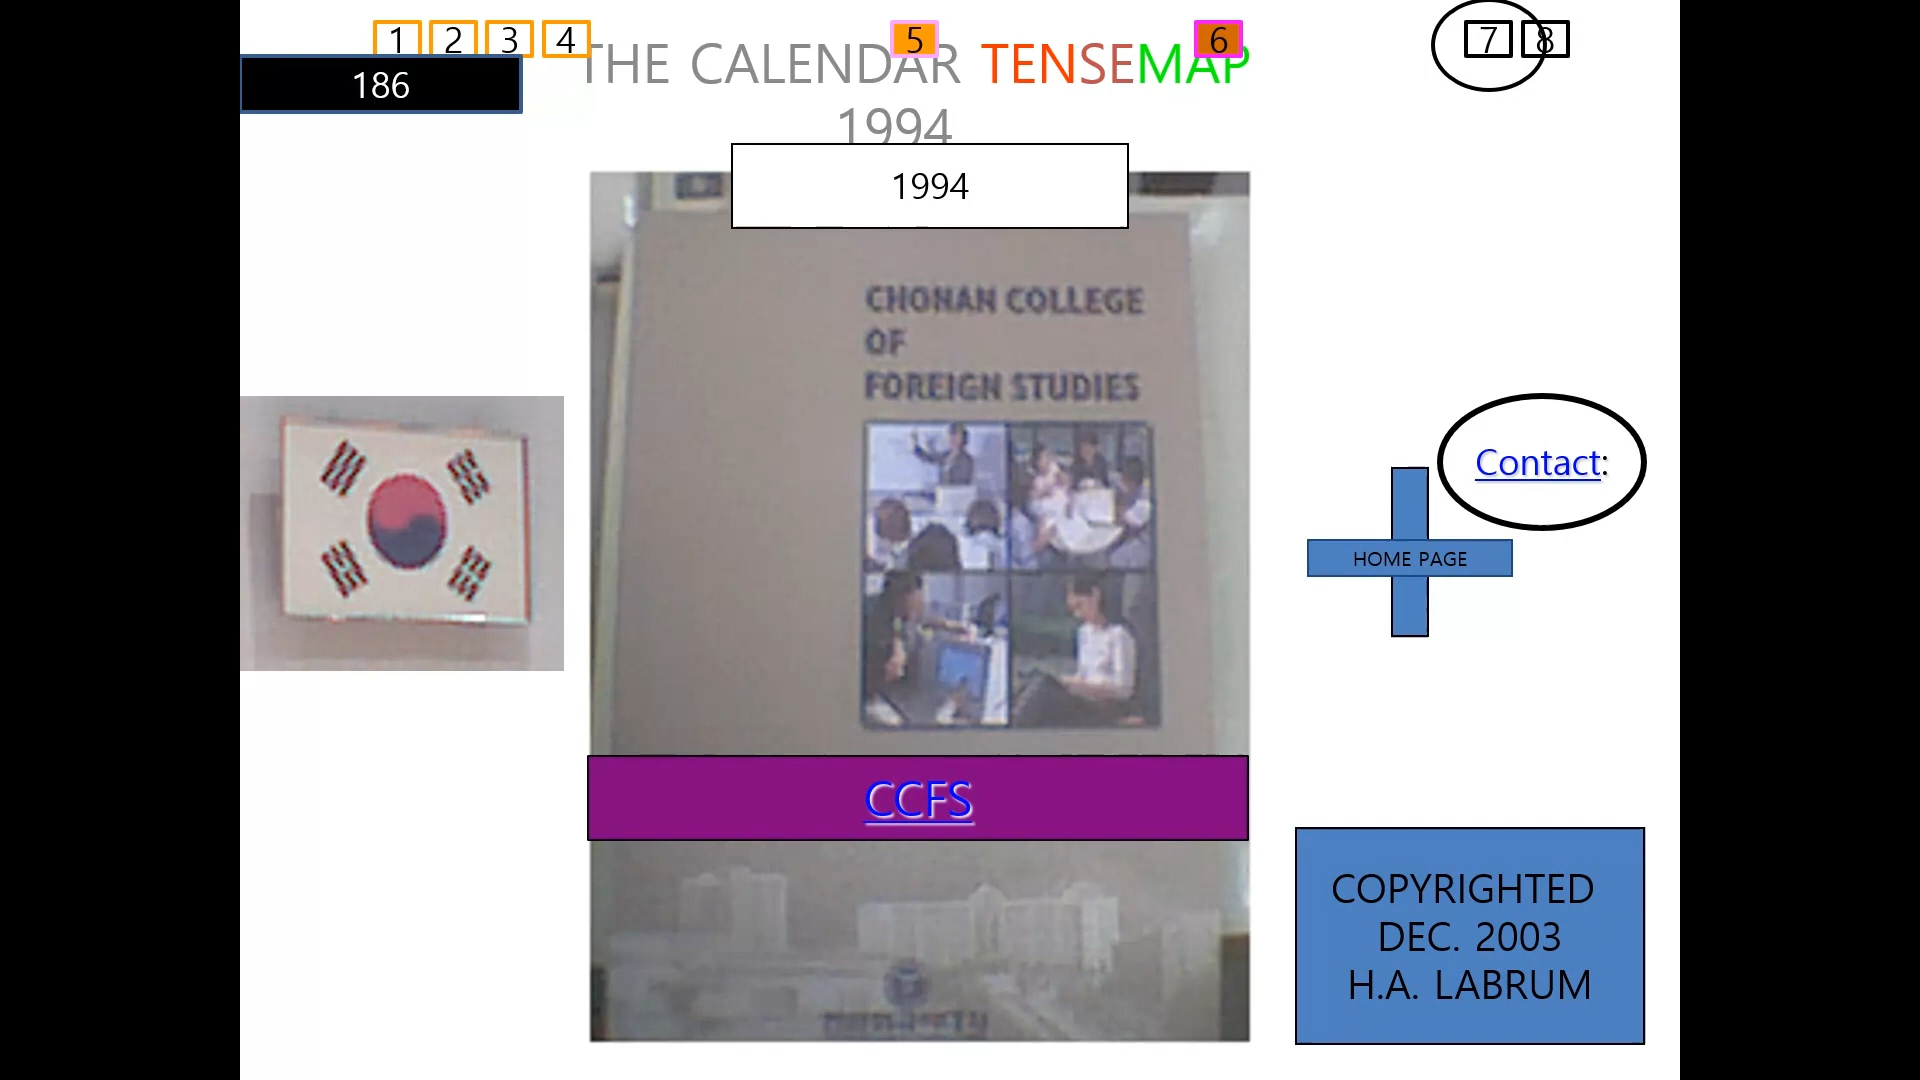 1 2 3 4 5 6 7 8
THE CALENDAR TENSEMAP
186
1994
1994
CHONAN COLLEGE
OF
FOREIGN STUDIES
Contact:
HOME PAGE
CCFS
COPYRIGHTED
DEC. 2003
H.A. LABRUM